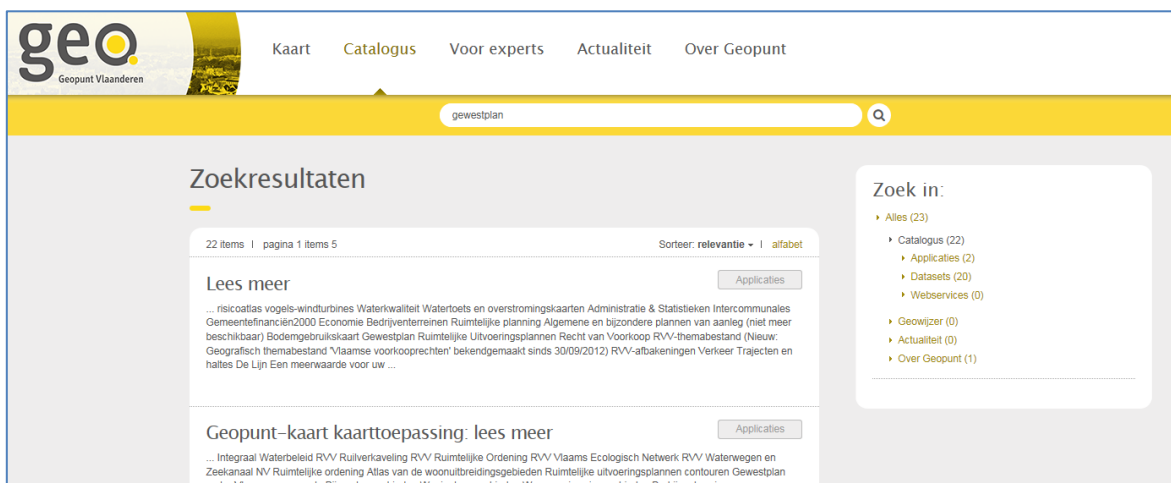 geo.
Geopunt Vlaanderen
Kaart Catalogus Voor experts Actualiteit Over Geopunt
gewestplan
Zoekresultaten
22 items | pagina 1 items 5 Sorteer: relevantie | alfabet
Lees meer Applicaties
... risicoatlas vogels-windturbines Waterkwaliteit Watertoets en overstromingskaarten Administratie & Statistieken Intercommunales
Gemeentefinanciën2000 Economie Bedrijventerreinen Ruimtelijke planning Algemene en bijzondere plannen van aanleg (niet meer
beschikbaar) Bodemgebruikskaart Gewestplan Ruimtelijke Uitvoeringsplannen Recht van Voorkoop RVV-themabestand (Nieuw:
Geografisch themabestand 'Vlaamse voorkooprechten' bekendgemaakt sinds 30/09/2012) RVV-afbakeningen Verkeer Trajecten en
haltes De Lijn Een meerwaarde voor uw ...
Geopunt-kaart kaarttoepassing: lees meer Applicaties
... Integraal Waterbeleid RVV Ruilverkaveling RVV Ruimtelijke Ordening RVV Vlaams Ecologisch Netwerk RVV Waterwegen en
Zeekanaal NV Ruimtelijke ordening Atlas van de woonuitbreidingsgebieden Ruimtelijke uitvoeringsplannen contouren Gewestplan
Zoek in:
Alles (23)
Catalogus (22)
Applicaties (2)
Datasets (20)
Webservices (0)
Geowijzer (0)
Actualiteit (0)
Over Geopunt (1)